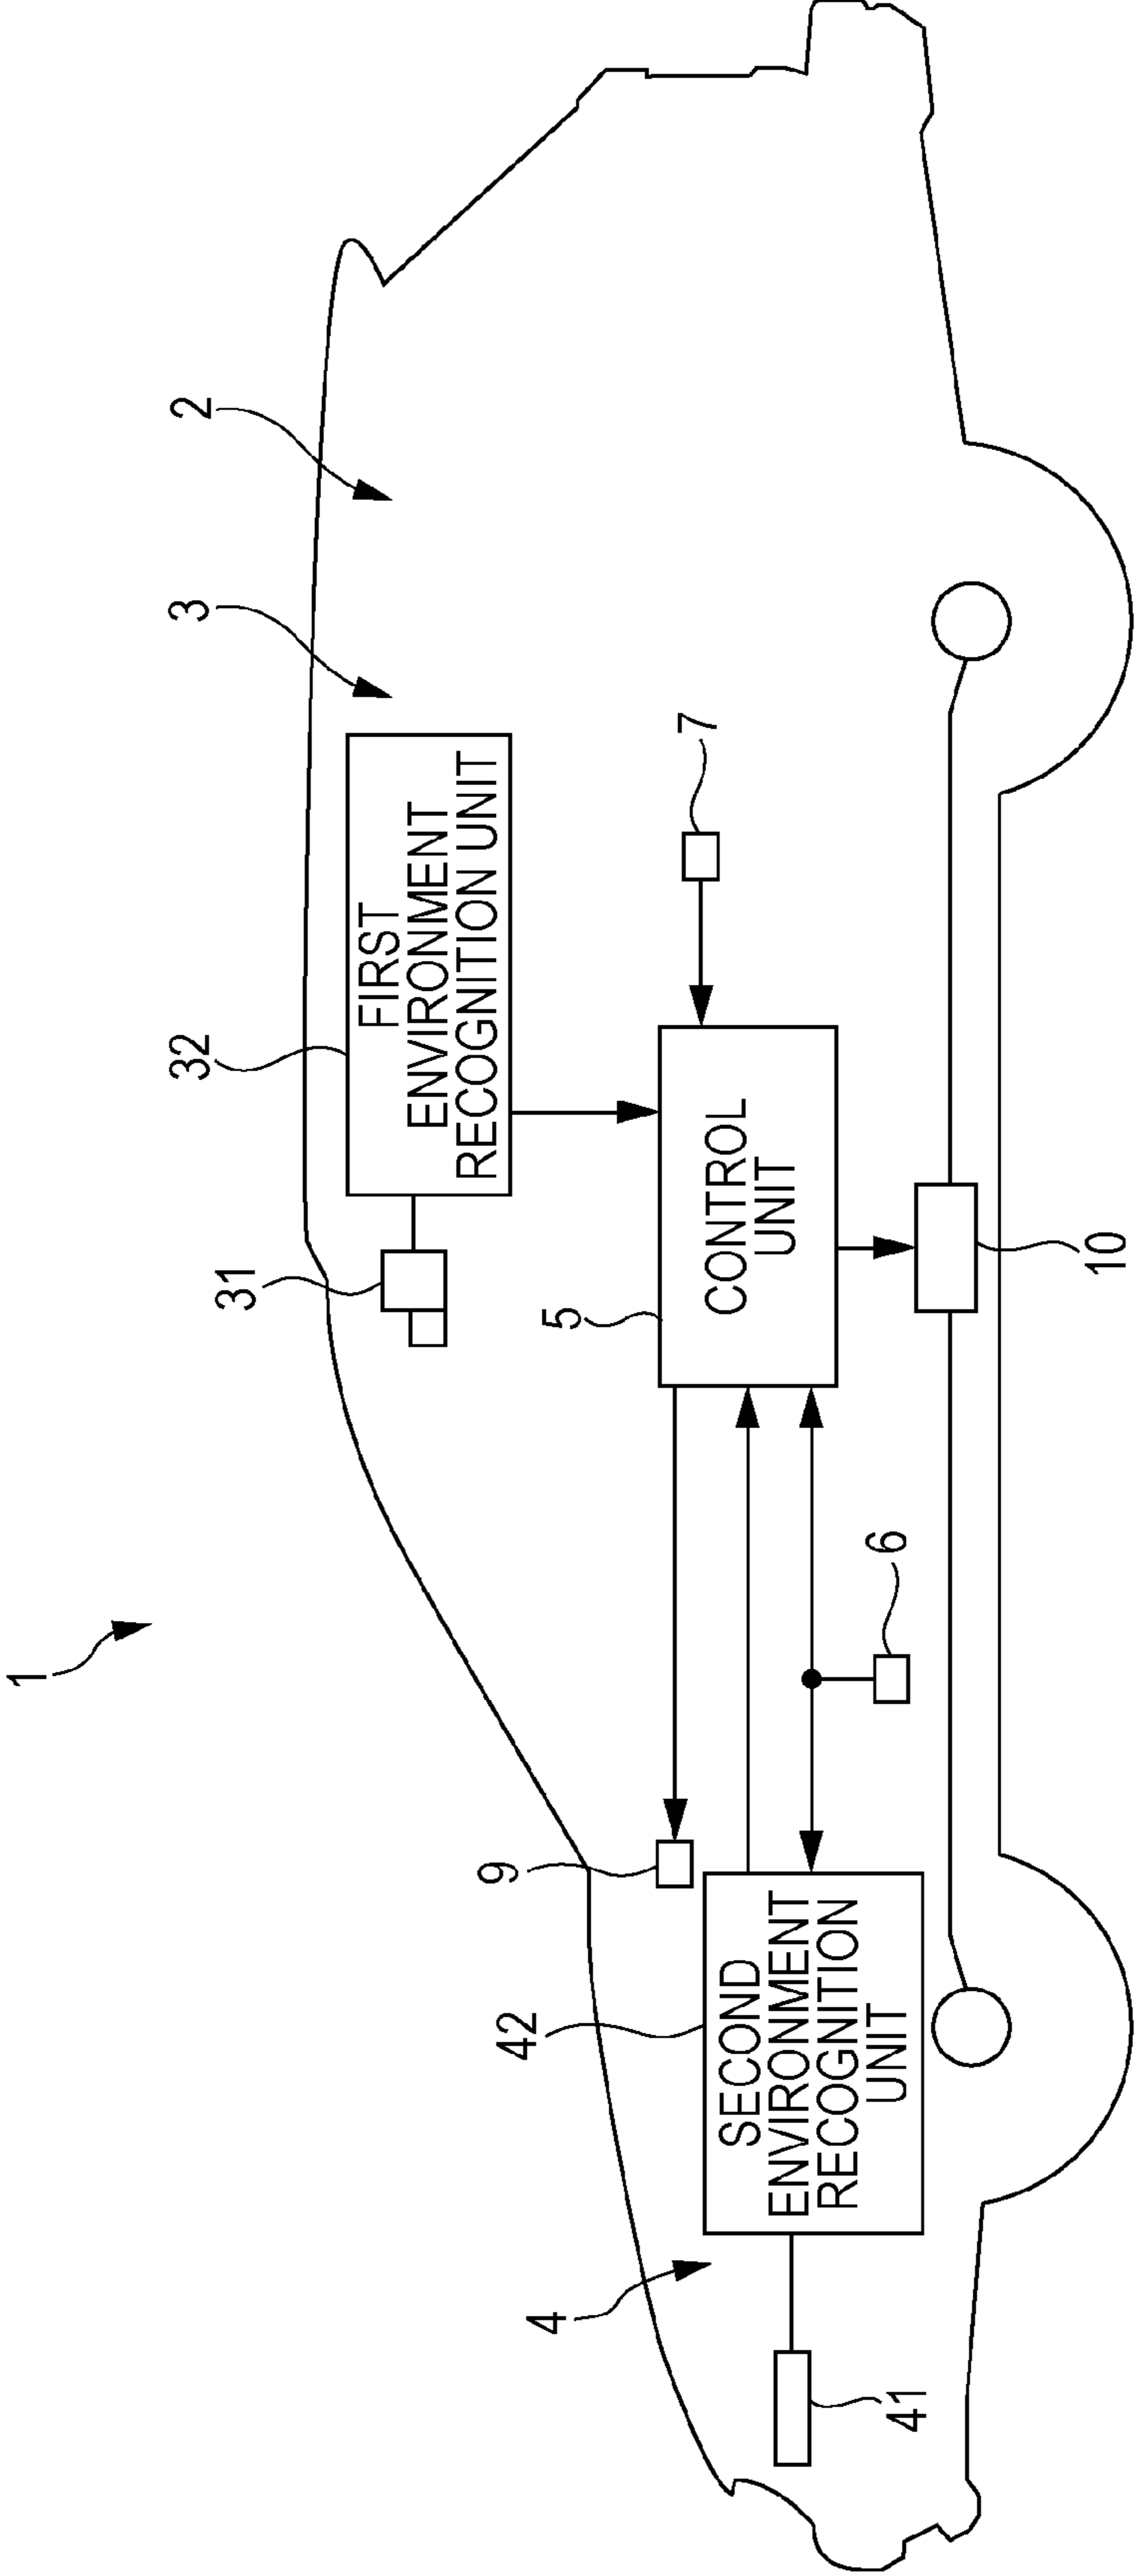 1
2
3
32
FIRST
ENVIRONMENT
RECOGNITION UNIT
31
7
5
CONTROL
UNIT
9
6
10
42
SECOND
ENVIRONMENT
RECOGNITION
UNIT
4
41